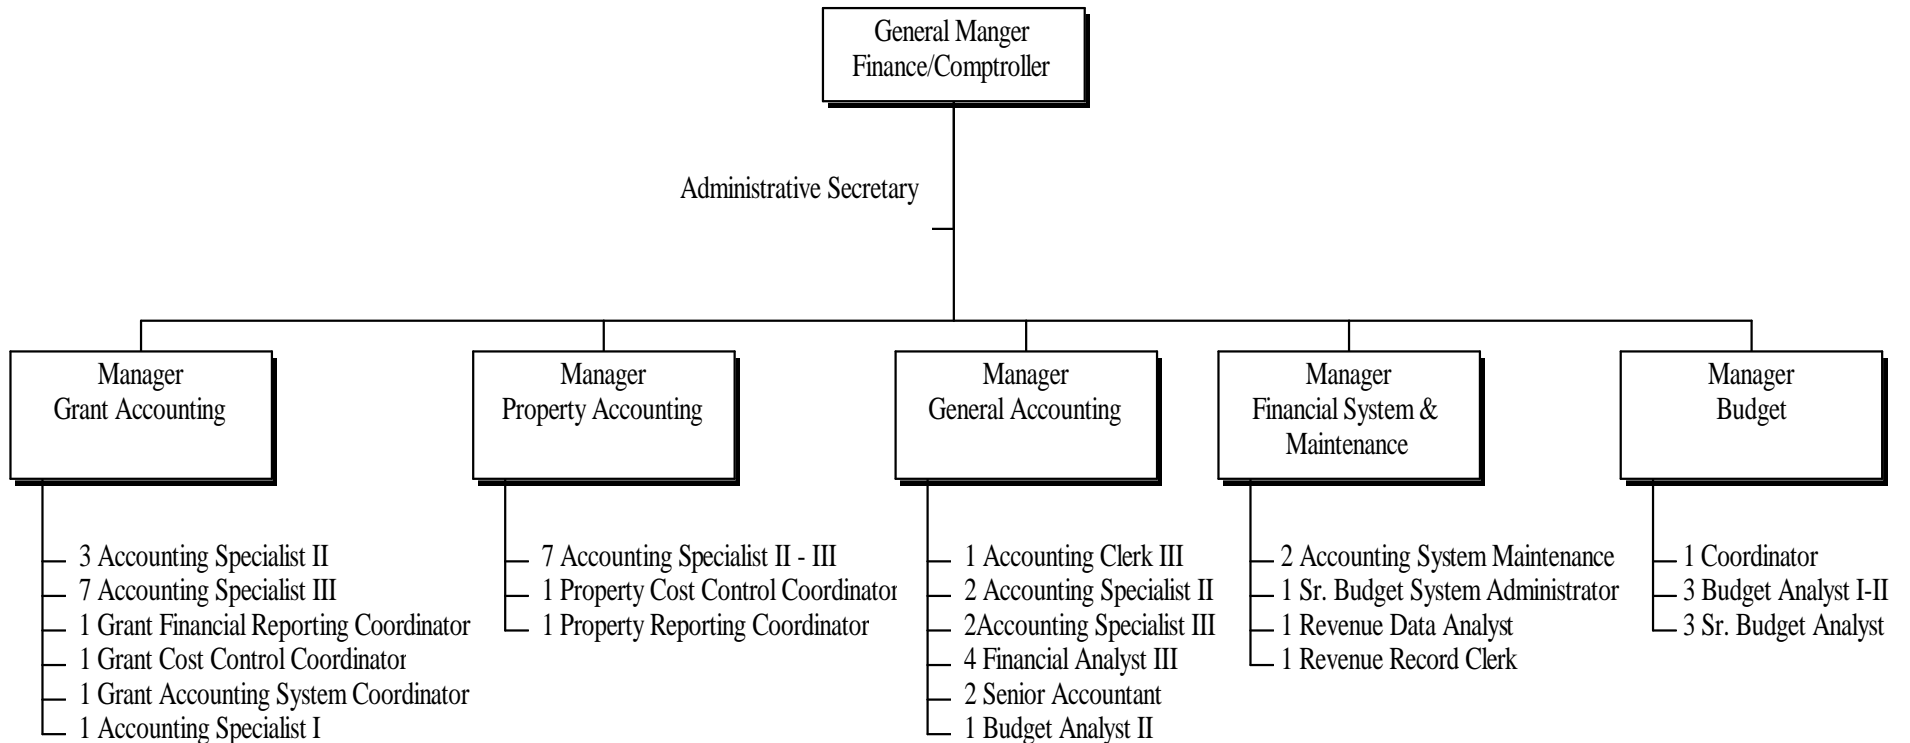 General Manger
Finance/Comptroller
Administrative Secretary
Manager
Grant Accounting
3 Accounting Specialist II
7 Accounting Specialist III
1 Grant Financial Reporting Coordinator
1 Grant Cost Control Coordinator
1 Grant Accounting System Coordinator
1 Accounting Specialist I
Manager
Property Accounting
7 Accounting Specialist II - III
1 Property Cost Control Coordinator
1 Property Reporting Coordinator
Manager
General Accounting
1 Accounting Clerk III
2 Accounting Specialist II
2Accounting Specialist III
4 Financial Analyst III
2 Senior Accountant
1 Budget Analyst II
Manager
Financial System &
Maintenance
2 Accounting System Maintenance
1 Sr. Budget System Administrator
1 Revenue Data Analyst
1 Revenue Record Clerk
Manager
Budget
1 Coordinator
3 Budget Analyst I-II
3 Sr. Budget Analyst